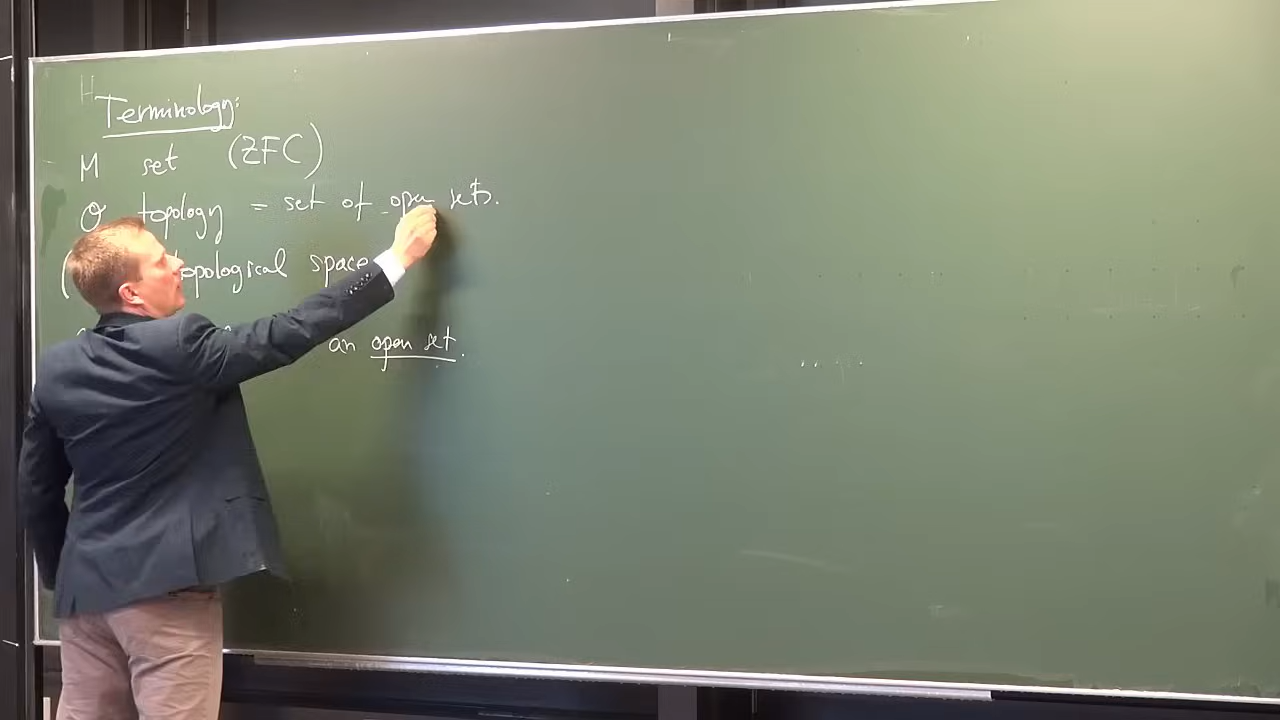 Terminology:
M set (ZFC)
O topology = set of open sets.
( topological space
an open set.